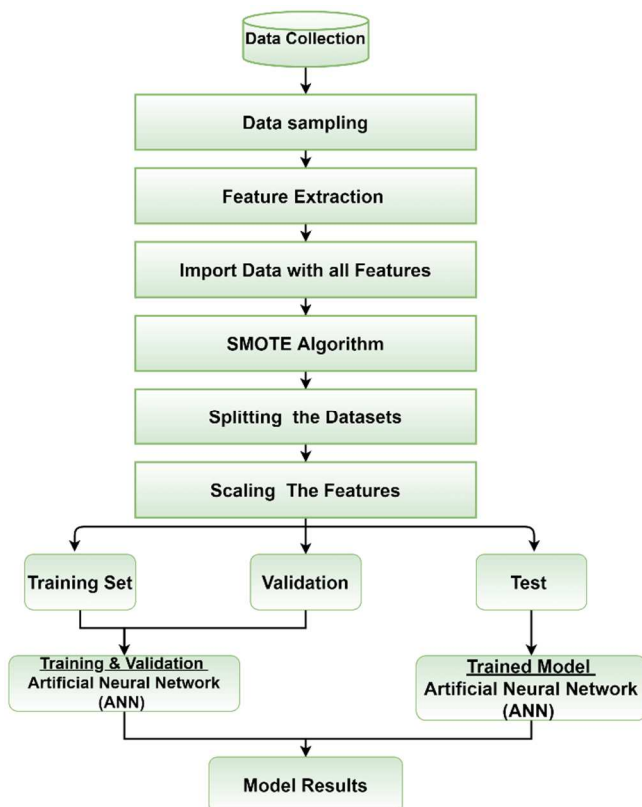 Data Collection
Data sampling
Feature Extraction
Import Data with all Features
SMOTE Algorithm
Splitting the Datasets
Scaling The Features
Training Set
Validation
Test
Training & Validation
Artificial Neural Network
(ANN)
Trained Model
Artificial Neural Network
(ANN)
Model Results